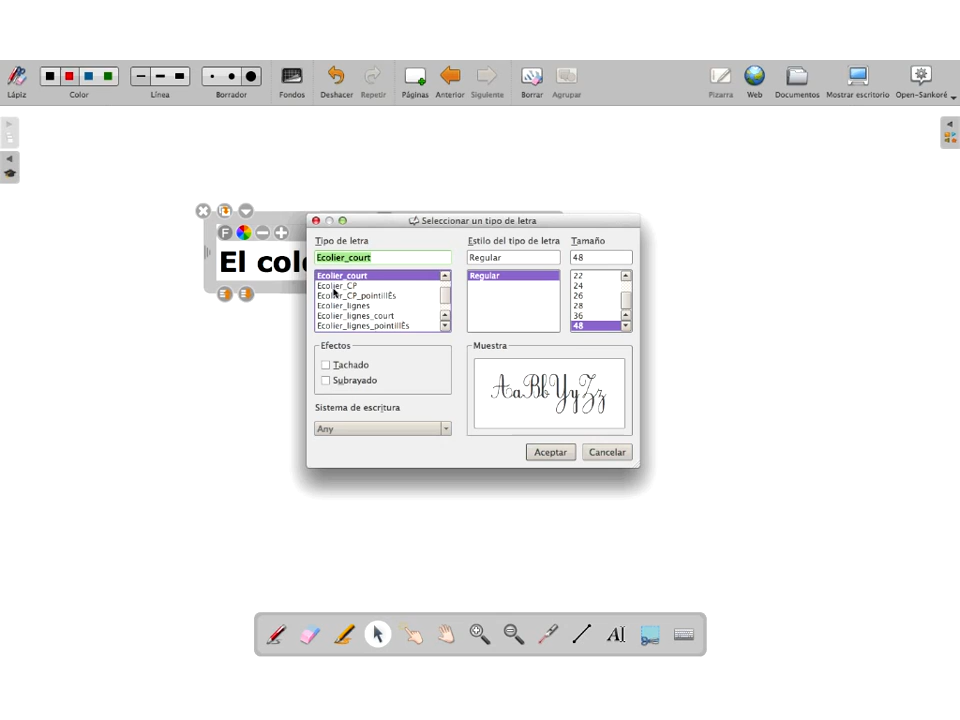 Lápiz Color Línea Borrador Fondos Deshacer Repetir Páginas Anterior Siguiente Borrar Agrupar Pizarra Web Documentos Mostrar escritorio Open-Sankoré
F
El colo
Seleccionar un tipo de letra
Tipo de letra Estilo del tipo de letra Tamaño
Ecolier_court Regular 48
Ecolier_court Regular 22
Ecolier_CP 24
Ecolier_CP_pointillÉs 26
Ecolier_lignes 28
Ecolier_lignes_court 36
Ecolier_lignes_pointillÉs 48
Efectos Muestra
Tachado
Subrayado
AaBbYyZz
Sistema de escritura
Any
Aceptar Cancelar
AI